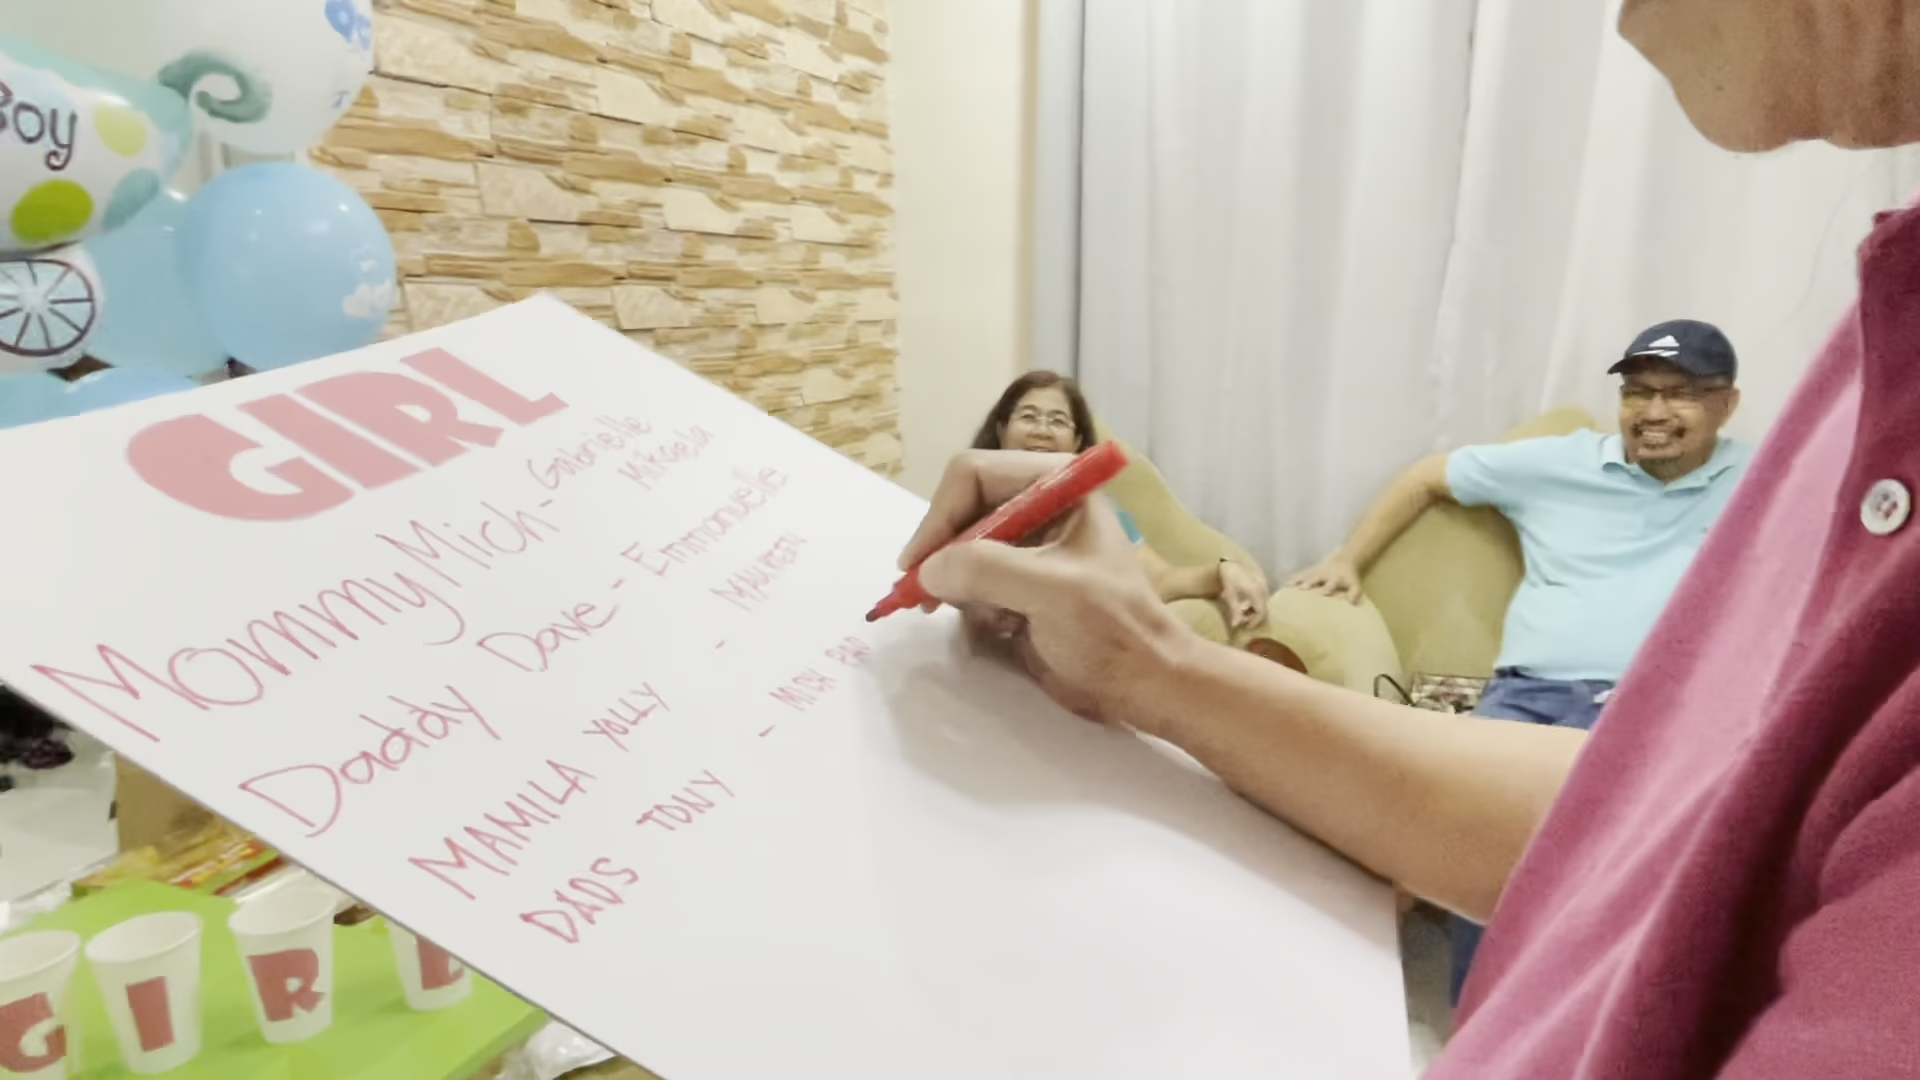 Boy
GIRL
Mommy Mich - Gabrielle
Mikaela
Daddy Dave - Emmanuelle
MAMILA YOLLY - MAUREEN
DADS TONY - MICH
G I R L